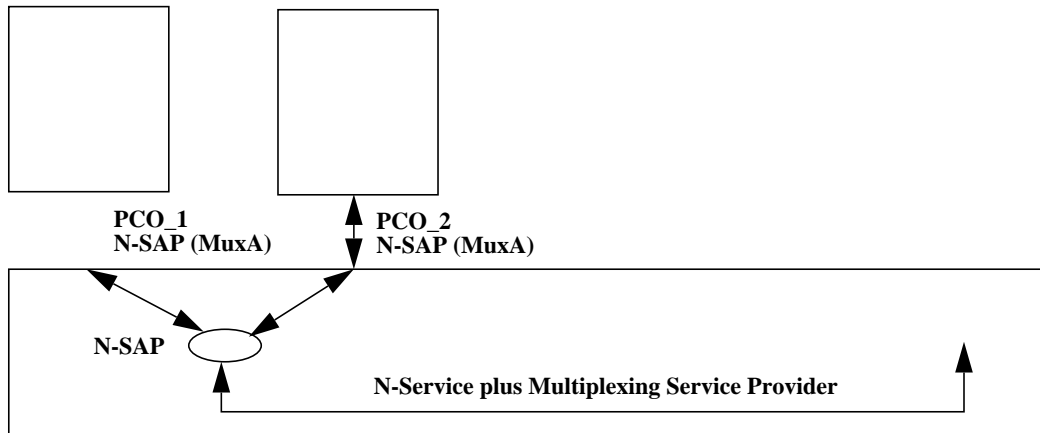 PCO_1
N-SAP (MuxA)
PCO_2
N-SAP (MuxA)
N-SAP
N-Service plus Multiplexing Service Provider